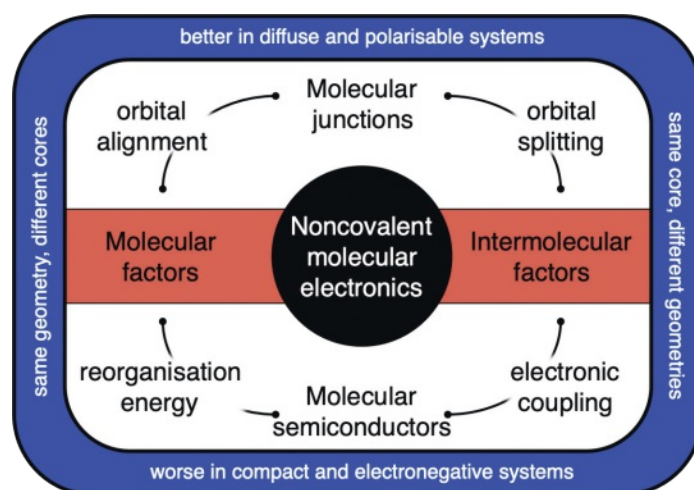 better in diffuse and polarisable systems
same geometry, different cores
orbital
alignment
Molecular
junctions
orbital
splitting
same core, different geometries
Molecular
factors
Noncovalent
molecular
electronics
Intermolecular
factors
reorganisation
energy
Molecular
semiconductors
electronic
coupling
worse in compact and electronegative systems